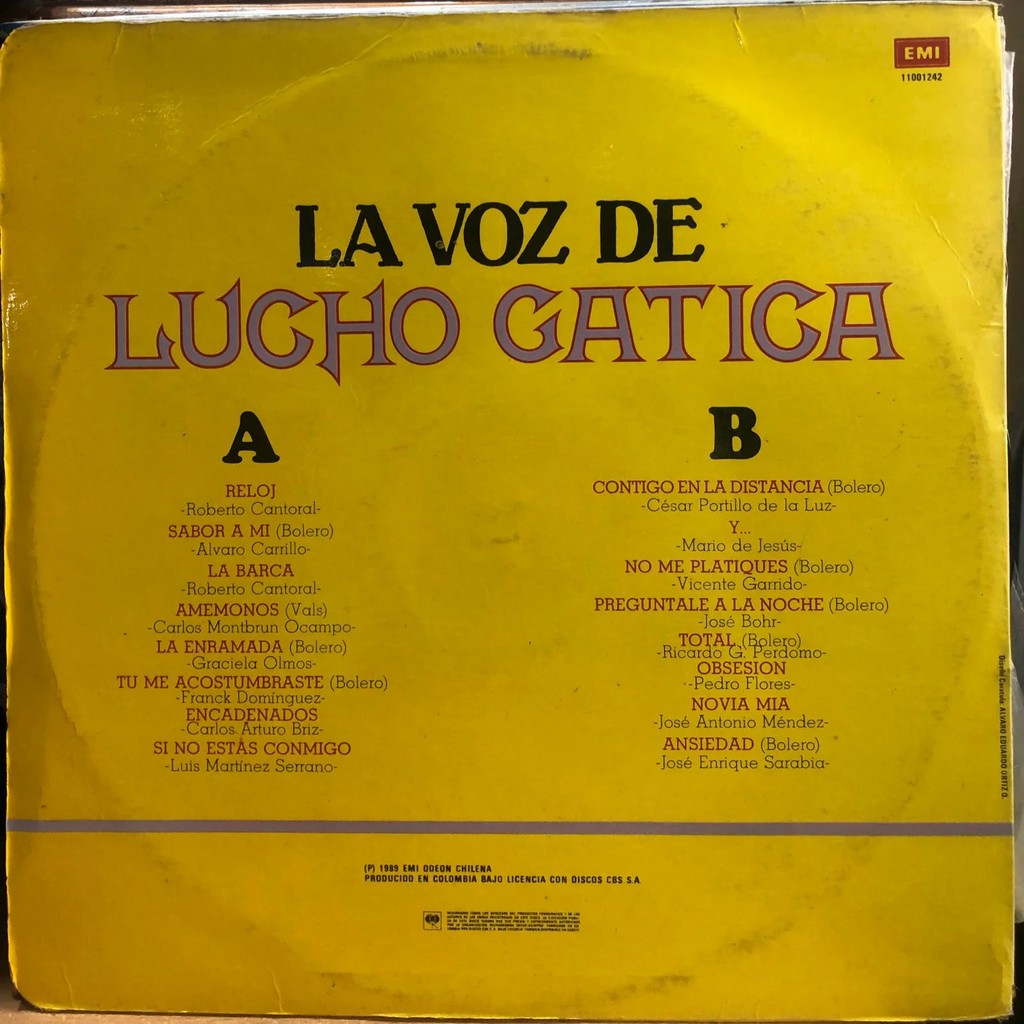 EMI
11001242
LA VOZ DE
LUCHO GATICA
A
RELOJ
-Roberto Cantoral-
SABOR A MI (Bolero)
-Alvaro Carrillo-
LA BARCA
-Roberto Cantoral-
AMEMONOS (Vals)
-Carlos Montbrun Ocampo-
LA ENRAMADA (Bolero)
-Graciela Olmos-
TU ME ACOSTUMBRASTE (Bolero)
-Franck Domínguez-
ENCADENADOS
-Carlos Arturo Briz-
SI NO ESTÁS CONMIGO
-Luis Martínez Serrano-
B
CONTIGO EN LA DISTANCIA (Bolero)
-César Portillo de la Luz-
Y...
-Mario de Jesús-
NO ME PLATIQUES (Bolero)
-Vicente Garrido-
PREGUNTALE A LA NOCHE (Bolero)
-José Bohr-
TOTAL (Bolero)
-Ricardo G. Perdomo-
OBSESION
-Pedro Flores-
NOVIA MIA
-José Antonio Méndez-
ANSIEDAD (Bolero)
-José Enrique Sarabia-
Diseño Carátula: ALVARO EDUARDO ORTIZ O.
(P) 1989 EMI ODEON CHILENA
PRODUCIDO EN COLOMBIA BAJO LICENCIA CON DISCOS CBS S.A.